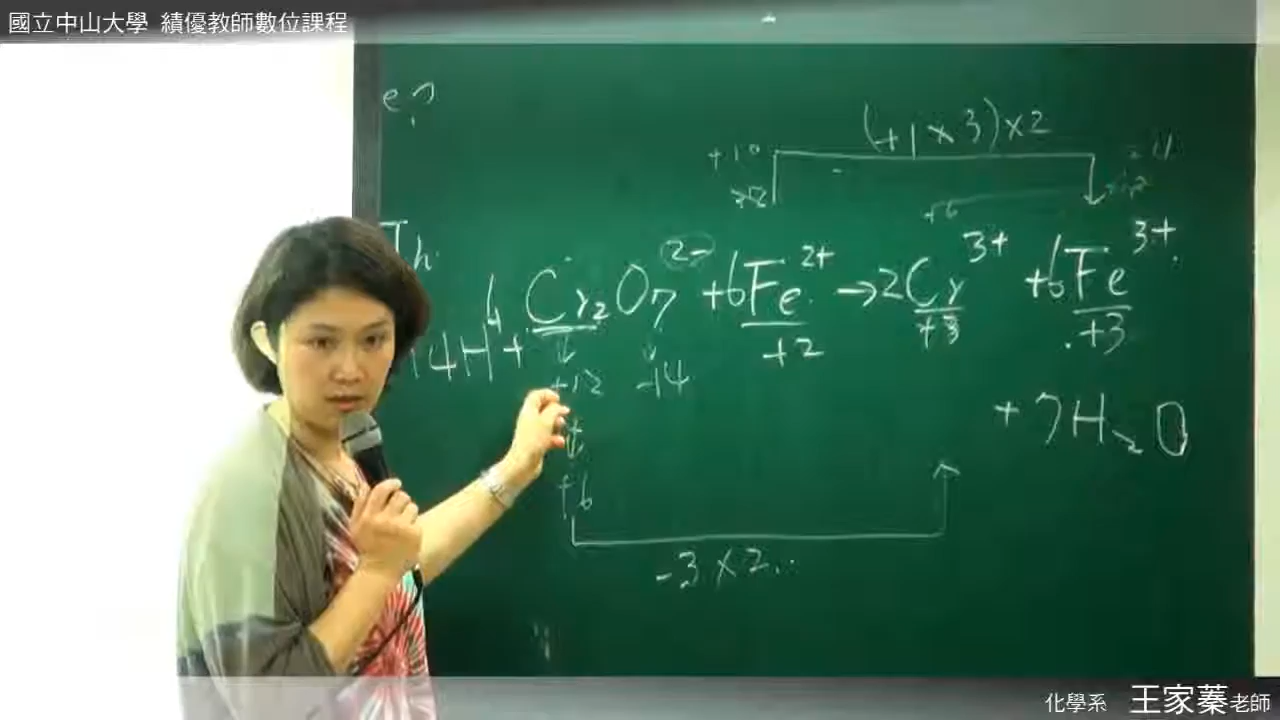 國立中山大學 績優教師數位課程
e?
(+1×3)×2
+10
+6
14H⁺ + Cr₂O₇²⁻ + 6Fe²⁺ → 2Cr³⁺ + 6Fe³⁺
+12 -14 +2 +3 +3
+ 7H₂O
+6
-3×2
化學系 王家蓁老師